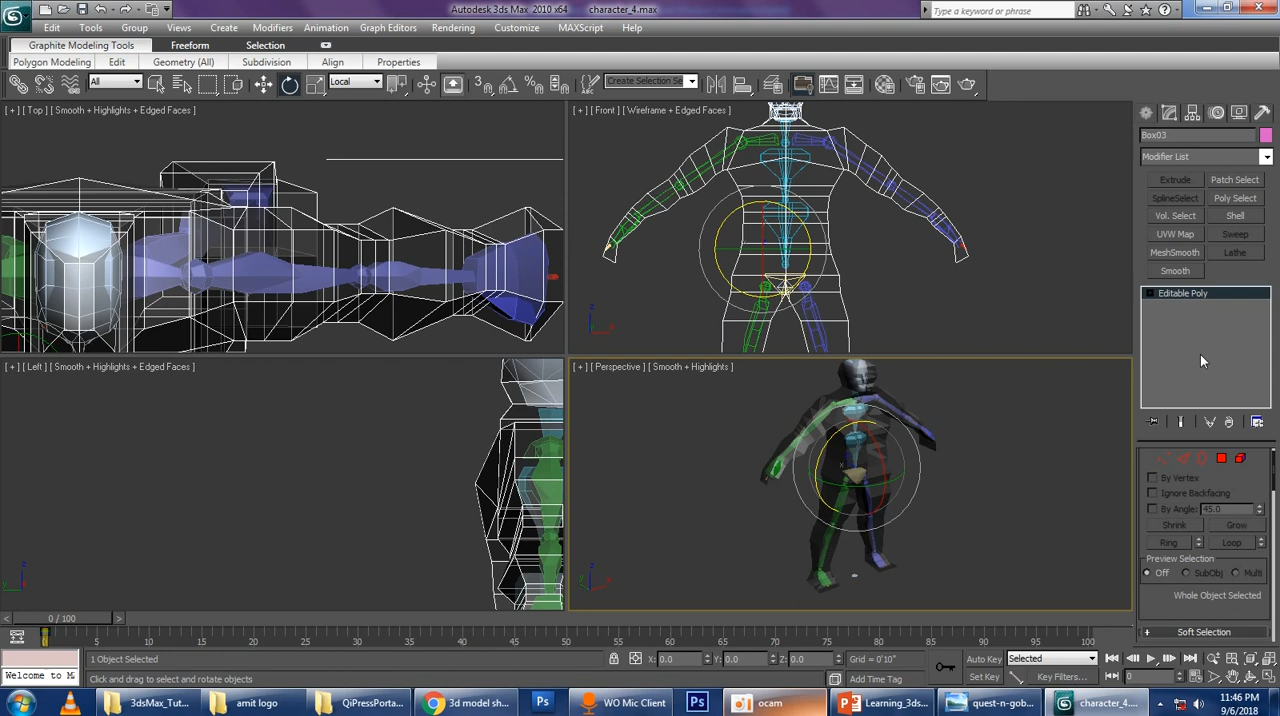 Autodesk 3ds Max 2010 x64 character_4.max
Type a keyword or phrase
Edit Tools Group Views Create Modifiers Animation Graph Editors Rendering Customize MAXScript Help
Graphite Modeling Tools Freeform Selection
Polygon Modeling Edit Geometry (All) Subdivision Align Properties
All Local Create Selection Se
[ + ] [ Top ] [ Smooth + Highlights + Edged Faces ]
[ + ] [ Front ] [ Wireframe + Edged Faces ]
Box03
Modifier List
Extrude Patch Select
SplineSelect Poly Select
Vol. Select Shell
UVW Map Sweep
MeshSmooth Lathe
Smooth
Editable Poly
[ + ] [ Left ] [ Smooth + Highlights + Edged Faces ]
[ + ] [ Perspective ] [ Smooth + Highlights ]
By Vertex
Ignore Backfacing
By Angle: 45.0
Shrink Grow
Ring Loop
Preview Selection
Off SubObj Multi
Whole Object Selected
Soft Selection
0 / 100
5 10 15 20 25 30 35 40 45 50 55 60 65 70 75 80 85 90 95 100
1 Object Selected X: 0.0 Y: 0.0 Z: 0.0 Grid = 0'10" Auto Key Selected
Welcome to M Click and drag to select and rotate objects Add Time Tag Set Key Key Filters... 0
3dsMax_Tut... amit logo QiPressPorta... 3d model she... WO Mic Client ocam Learning_3ds... quest-n-gob... character_4....
11:46 PM
9/6/2018